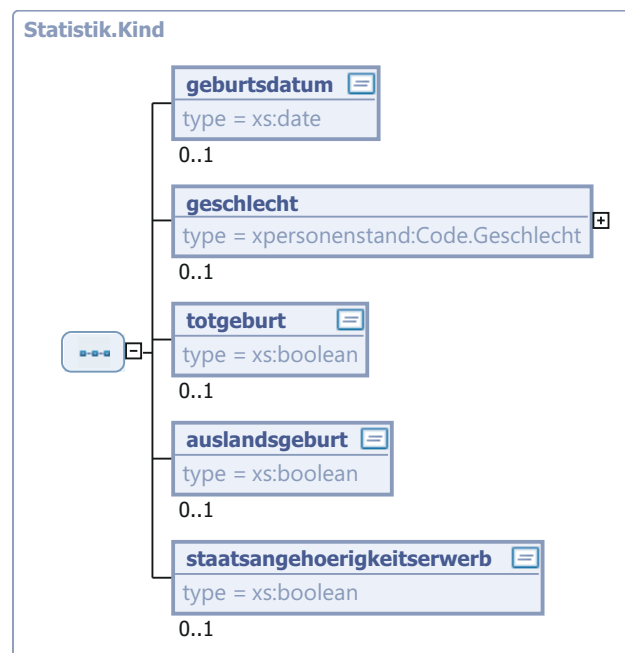 Statistik.Kind
geburtsdatum
type = xs:date
0..1
geschlecht
type = xpersonenstand:Code.Geschlecht
0..1
totgeburt
type = xs:boolean
0..1
auslandsgeburt
type = xs:boolean
0..1
staatsangehoerigkeitserwerb
type = xs:boolean
0..1